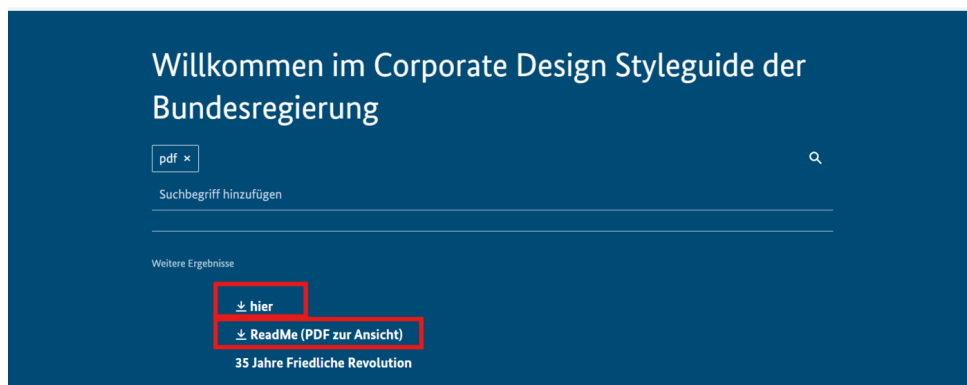 Willkommen im Corporate Design Styleguide der
Bundesregierung
pdf ×
Suchbegriff hinzufügen
Weitere Ergebnisse
hier
ReadMe (PDF zur Ansicht)
35 Jahre Friedliche Revolution